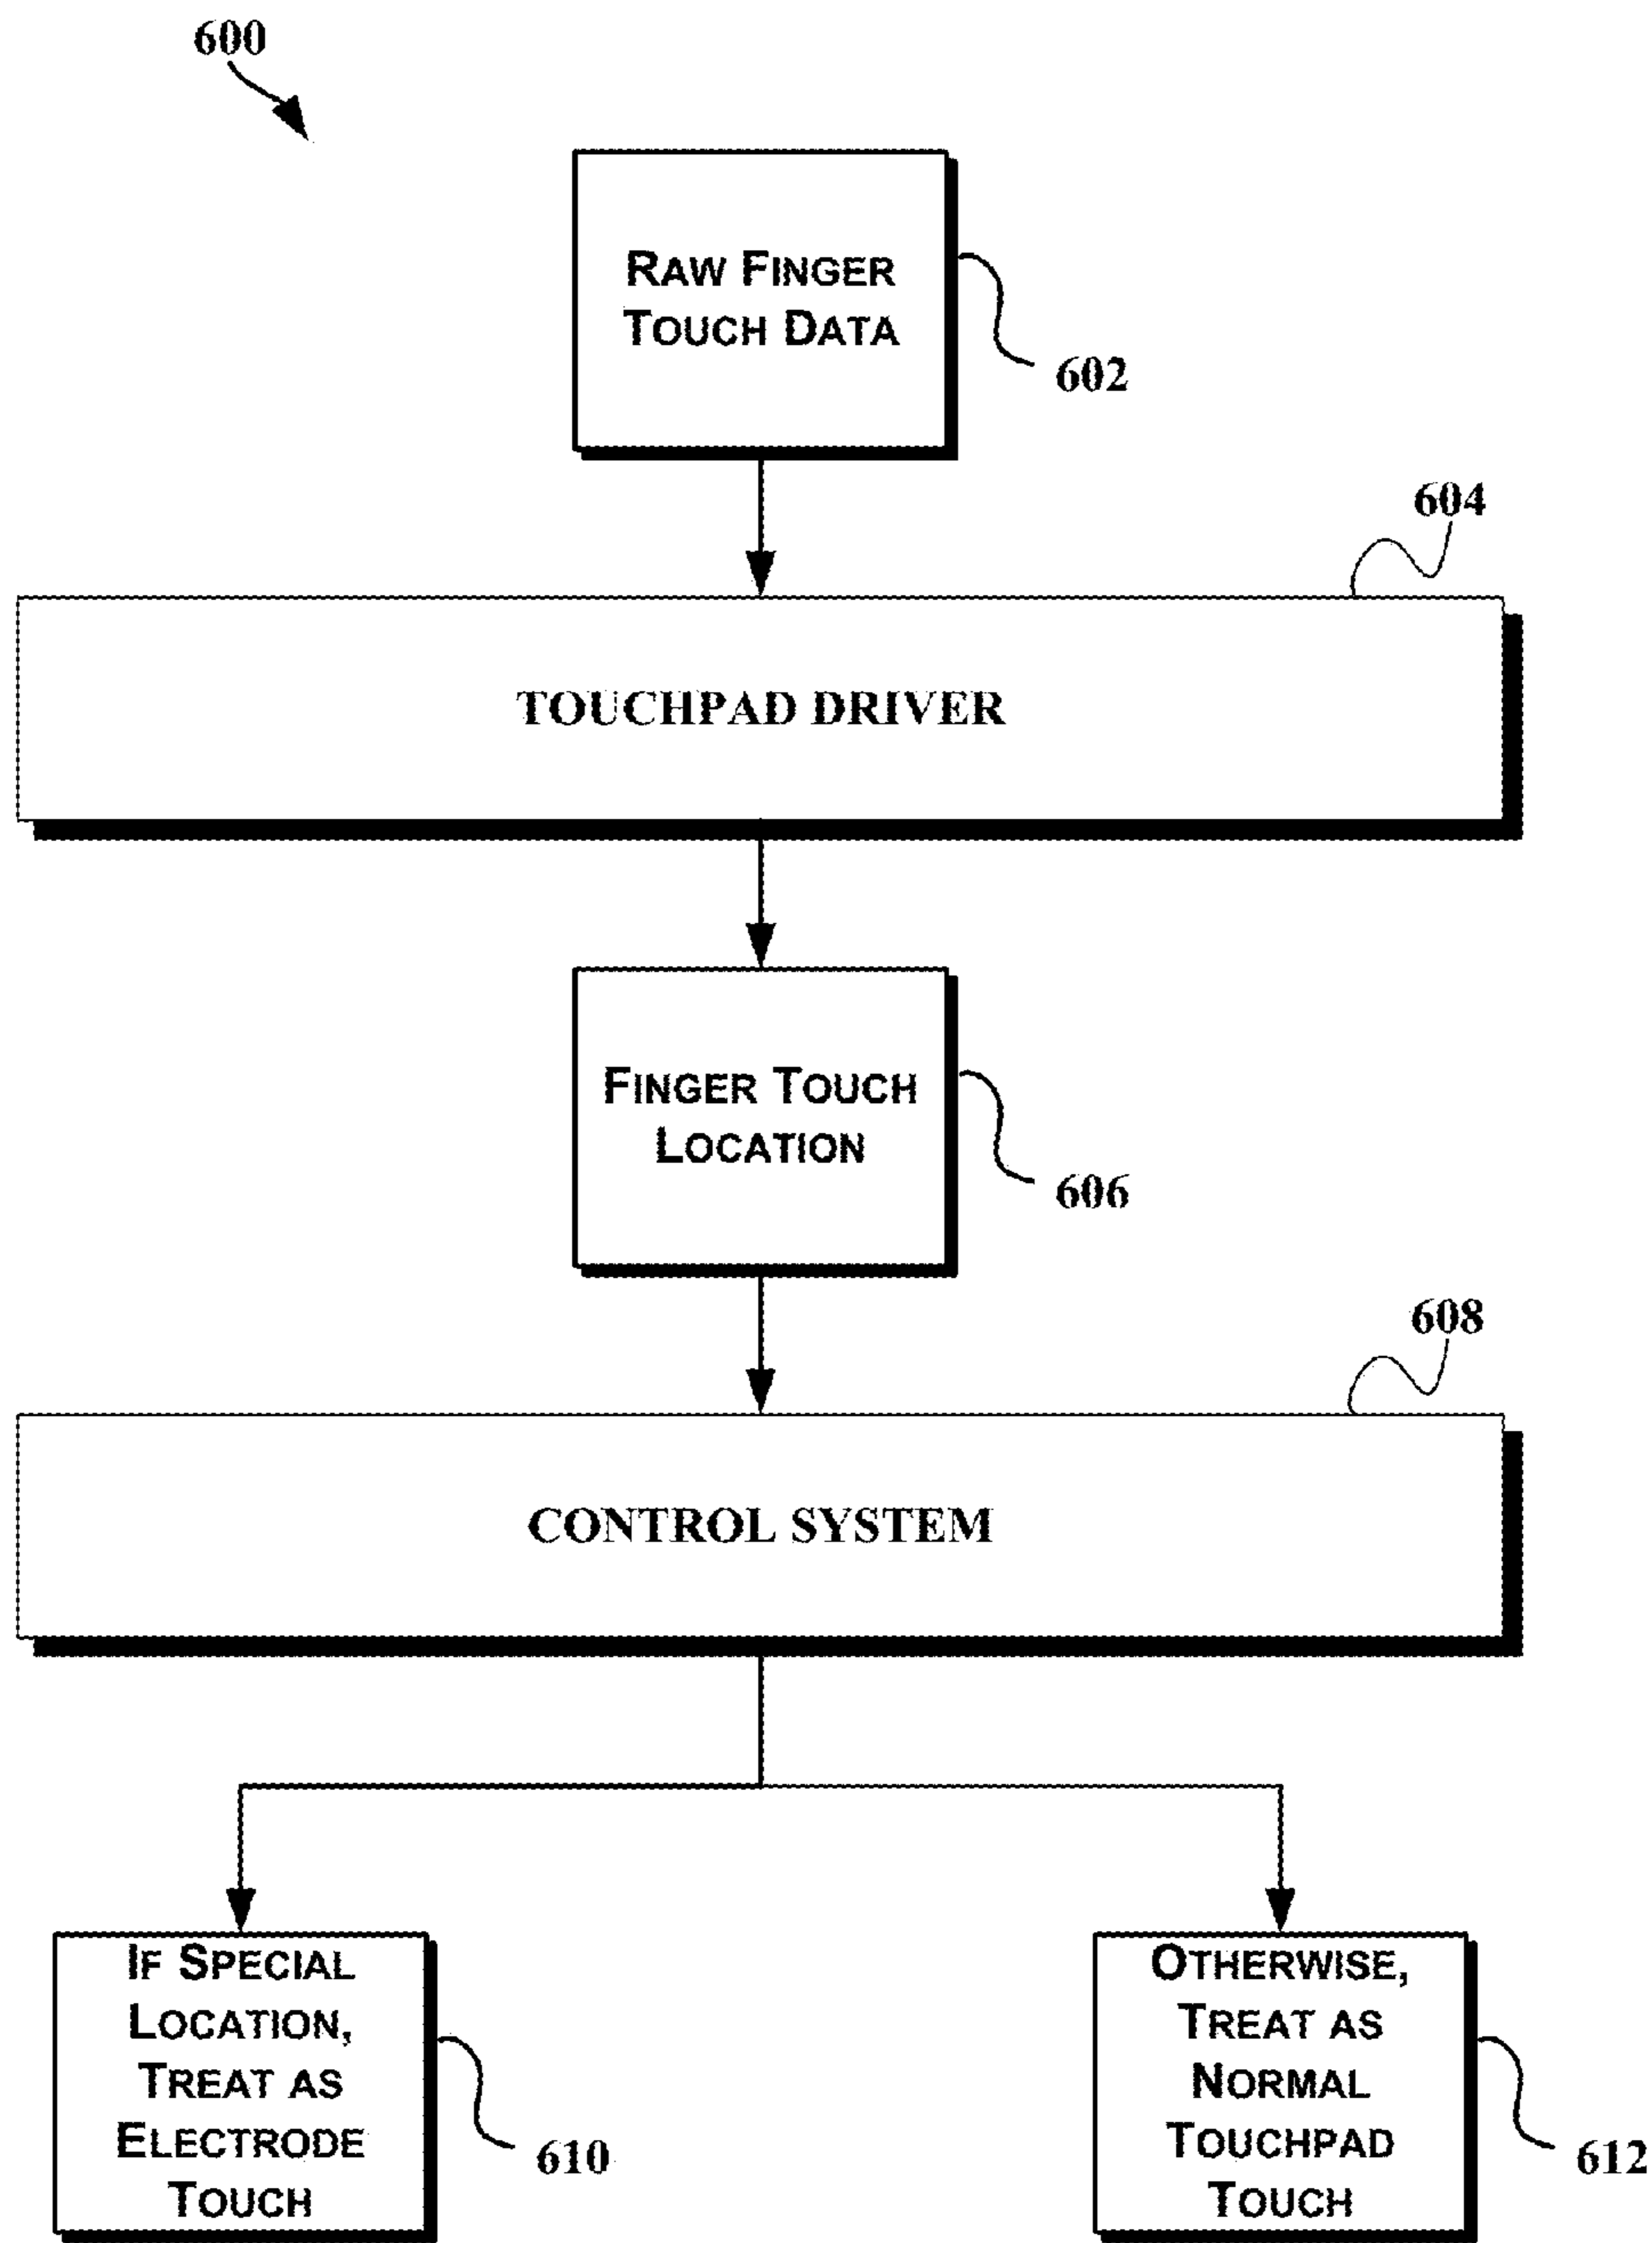 600
RAW FINGER
TOUCH DATA
602
604
TOUCHPAD DRIVER
FINGER TOUCH
LOCATION
606
608
CONTROL SYSTEM
IF SPECIAL
LOCATION,
TREAT AS
ELECTRODE
TOUCH
610
OTHERWISE,
TREAT AS
NORMAL
TOUCHPAD
TOUCH
612